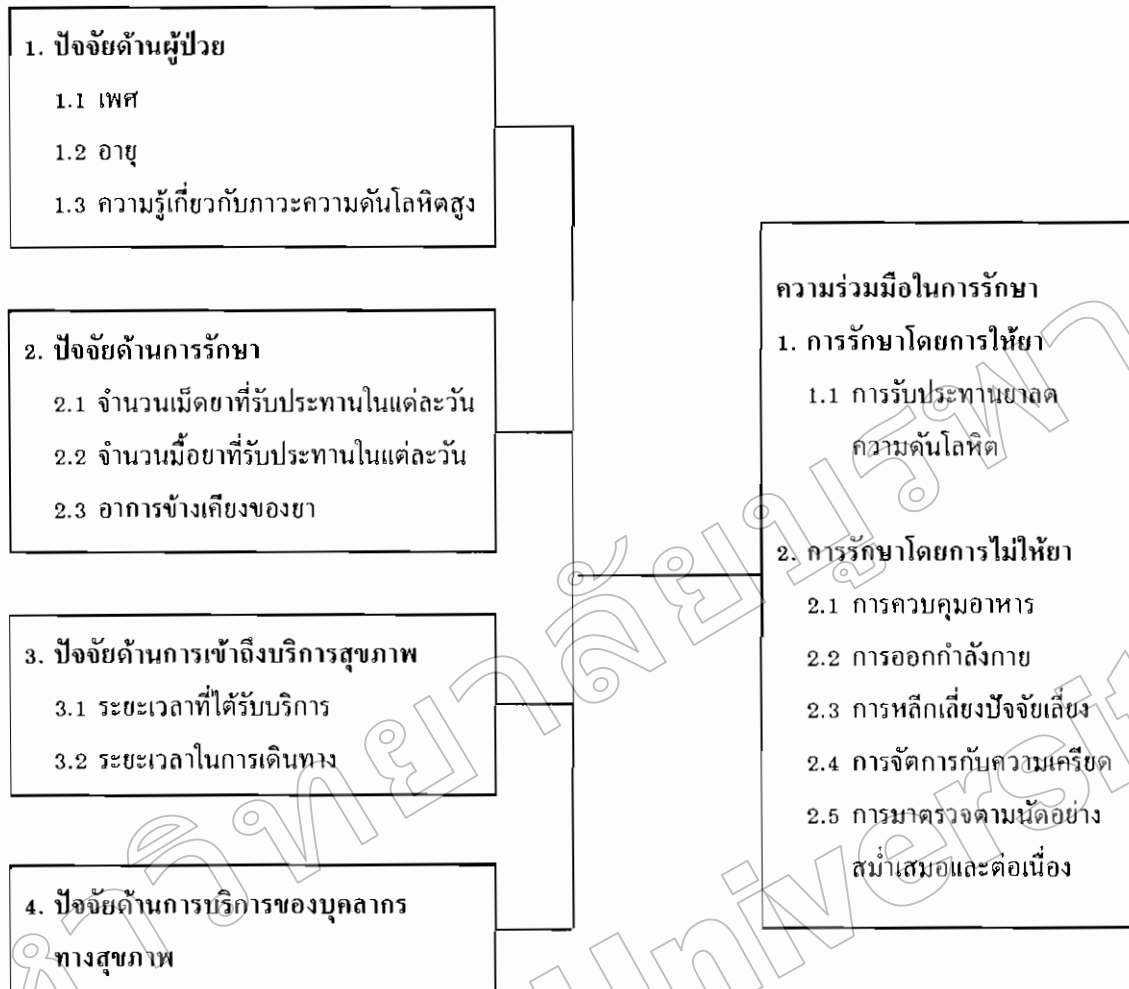 1. ปัจจัยด้านผู้ป่วย
1.1 เพศ
1.2 อายุ
1.3 ความรู้เกี่ยวกับภาวะความดันโลหิตสูง
2. ปัจจัยด้านการรักษา
2.1 จำนวนเม็ดยาที่รับประทานในแต่ละวัน
2.2 จำนวนมื้อยาที่รับประทานในแต่ละวัน
2.3 อาการข้างเคียงของยา
3. ปัจจัยด้านการเข้าถึงบริการสุขภาพ
3.1 ระยะเวลาที่ได้รับบริการ
3.2 ระยะเวลาในการเดินทาง
4. ปัจจัยด้านการบริการของบุคลากร
ทางสุขภาพ
ความร่วมมือในการรักษา
1. การรักษาโดยการให้ยา
1.1 การรับประทานยาลด
ความดันโลหิต
2. การรักษาโดยการไม่ให้ยา
2.1 การควบคุมอาหาร
2.2 การออกกำลังกาย
2.3 การหลีกเลี่ยงปัจจัยเสี่ยง
2.4 การจัดการกับความเครียด
2.5 การมาตรวจตามนัดอย่าง
สม่ำเสมอและต่อเนื่อง